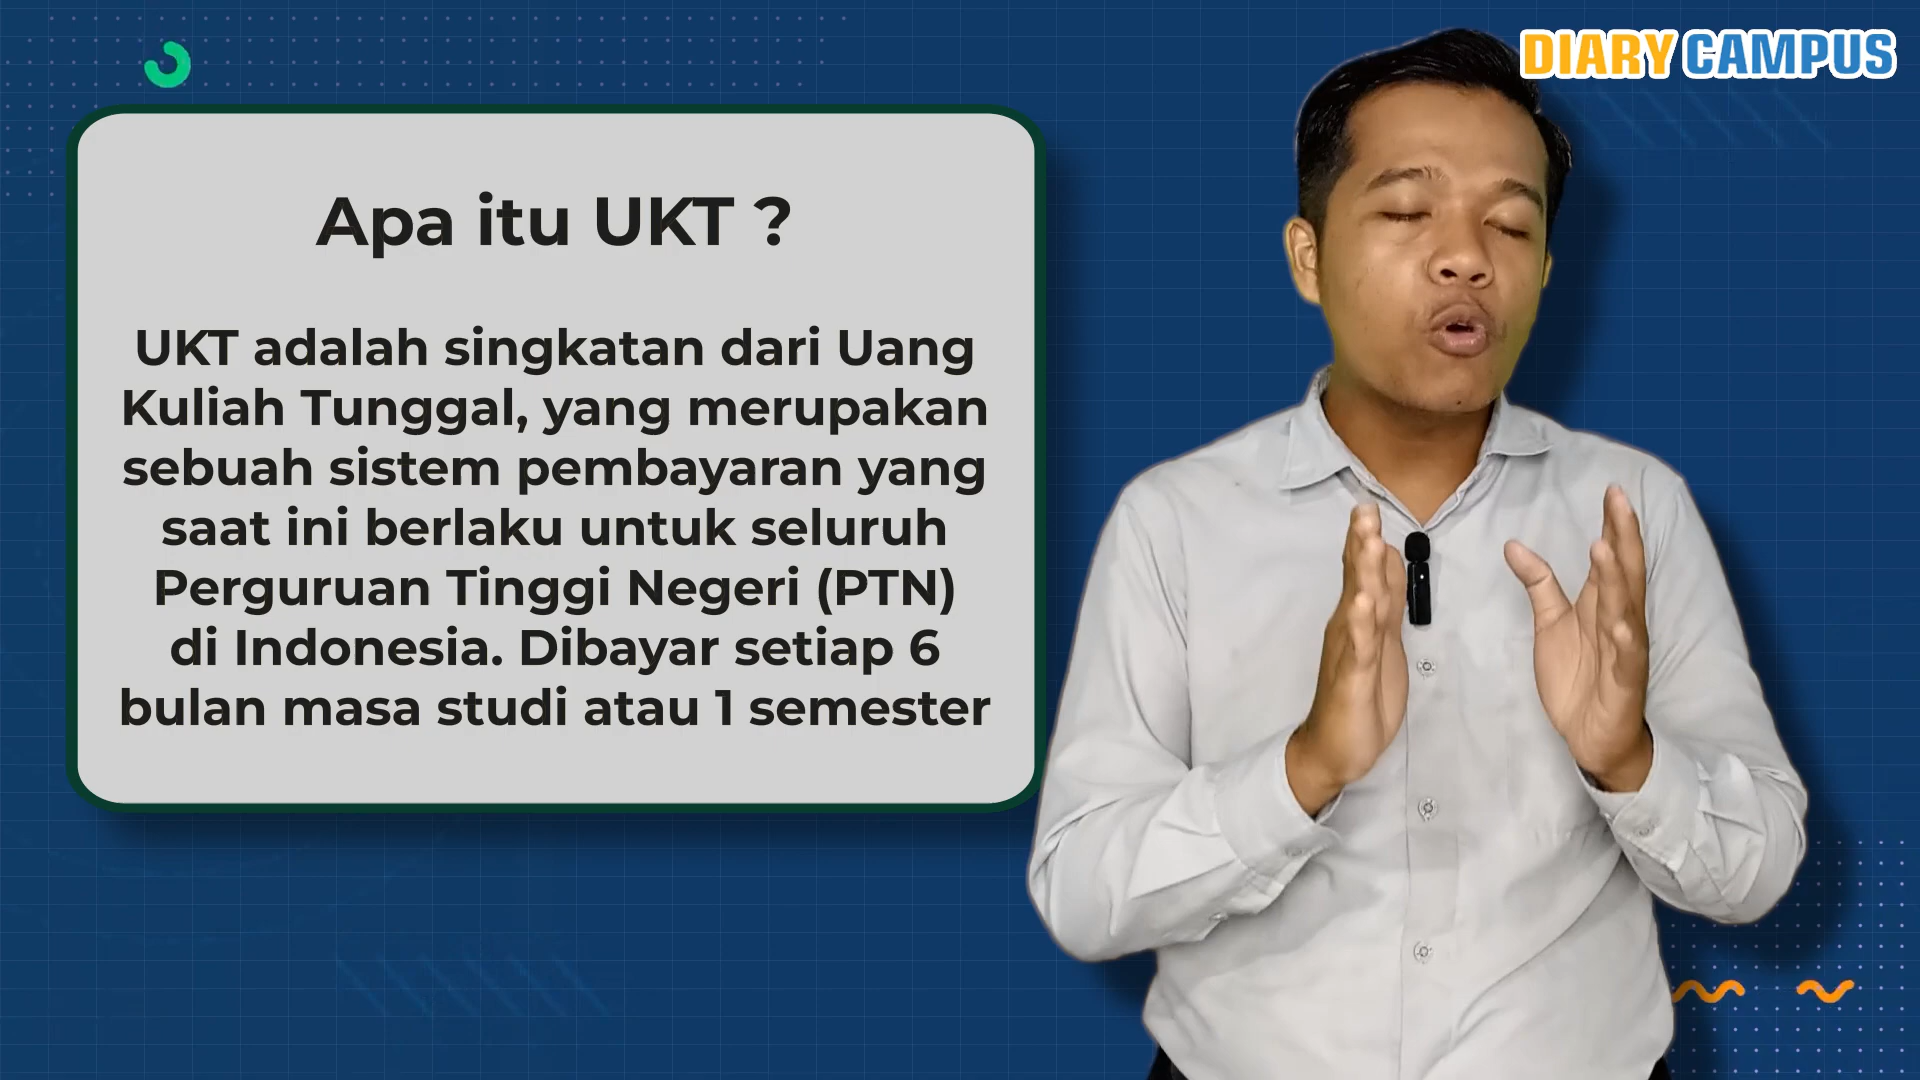 DIARY CAMPUS
Apa itu UKT ?
UKT adalah singkatan dari Uang
Kuliah Tunggal, yang merupakan
sebuah sistem pembayaran yang
saat ini berlaku untuk seluruh
Perguruan Tinggi Negeri (PTN)
di Indonesia. Dibayar setiap 6
bulan masa studi atau 1 semester